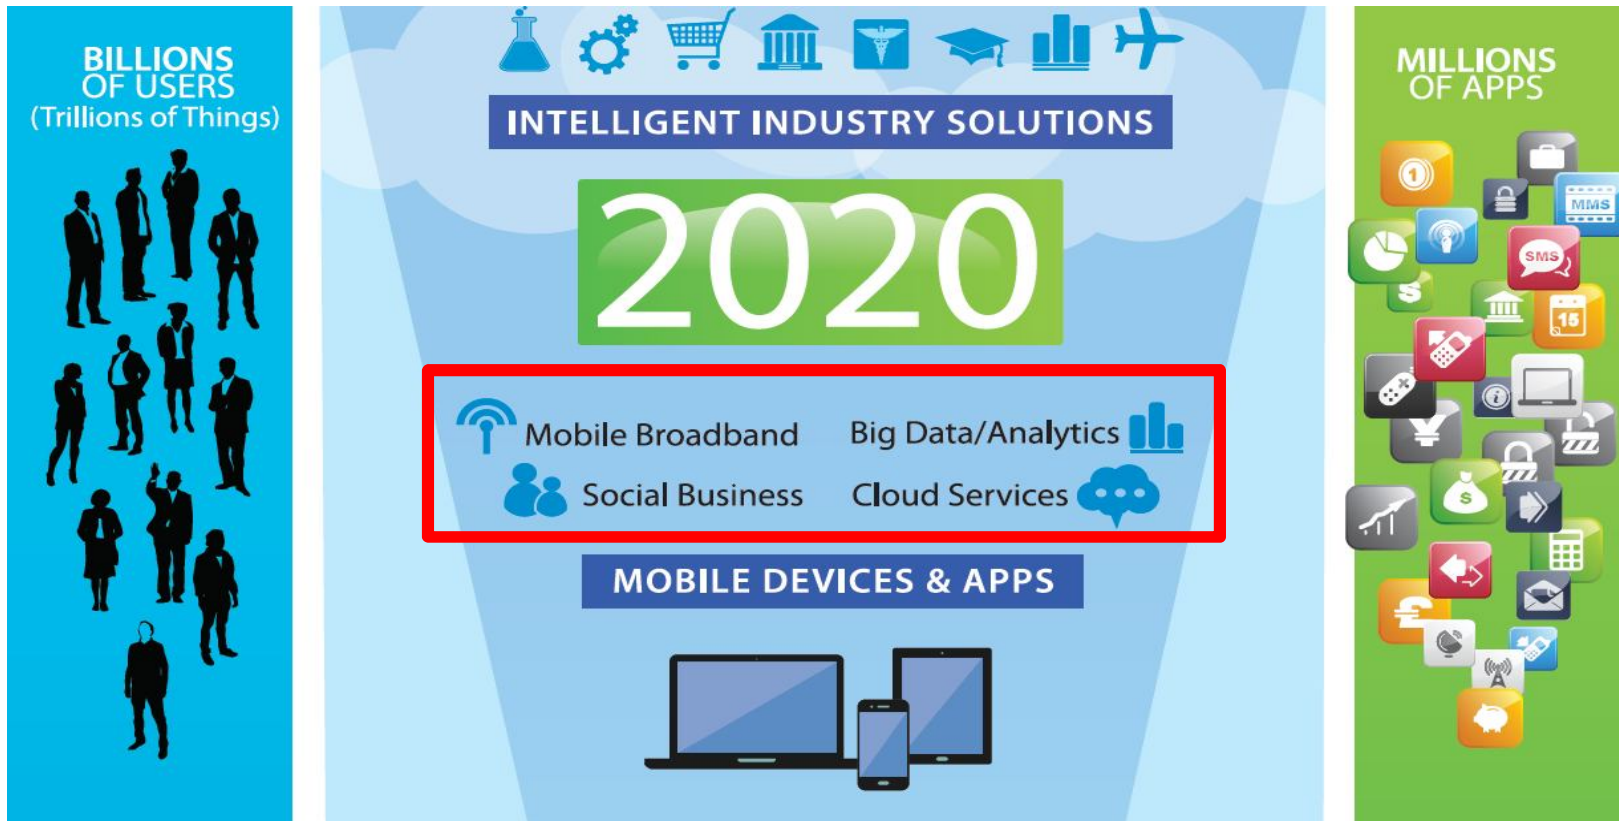 BILLIONS
OF USERS
(Trillions of Things)
INTELLIGENT INDUSTRY SOLUTIONS
2020
Mobile Broadband
Big Data/Analytics
Social Business
Cloud Services
MOBILE DEVICES & APPS
MILLIONS
OF APPS
1
MMS
SMS
$
15
i
¥
$
£